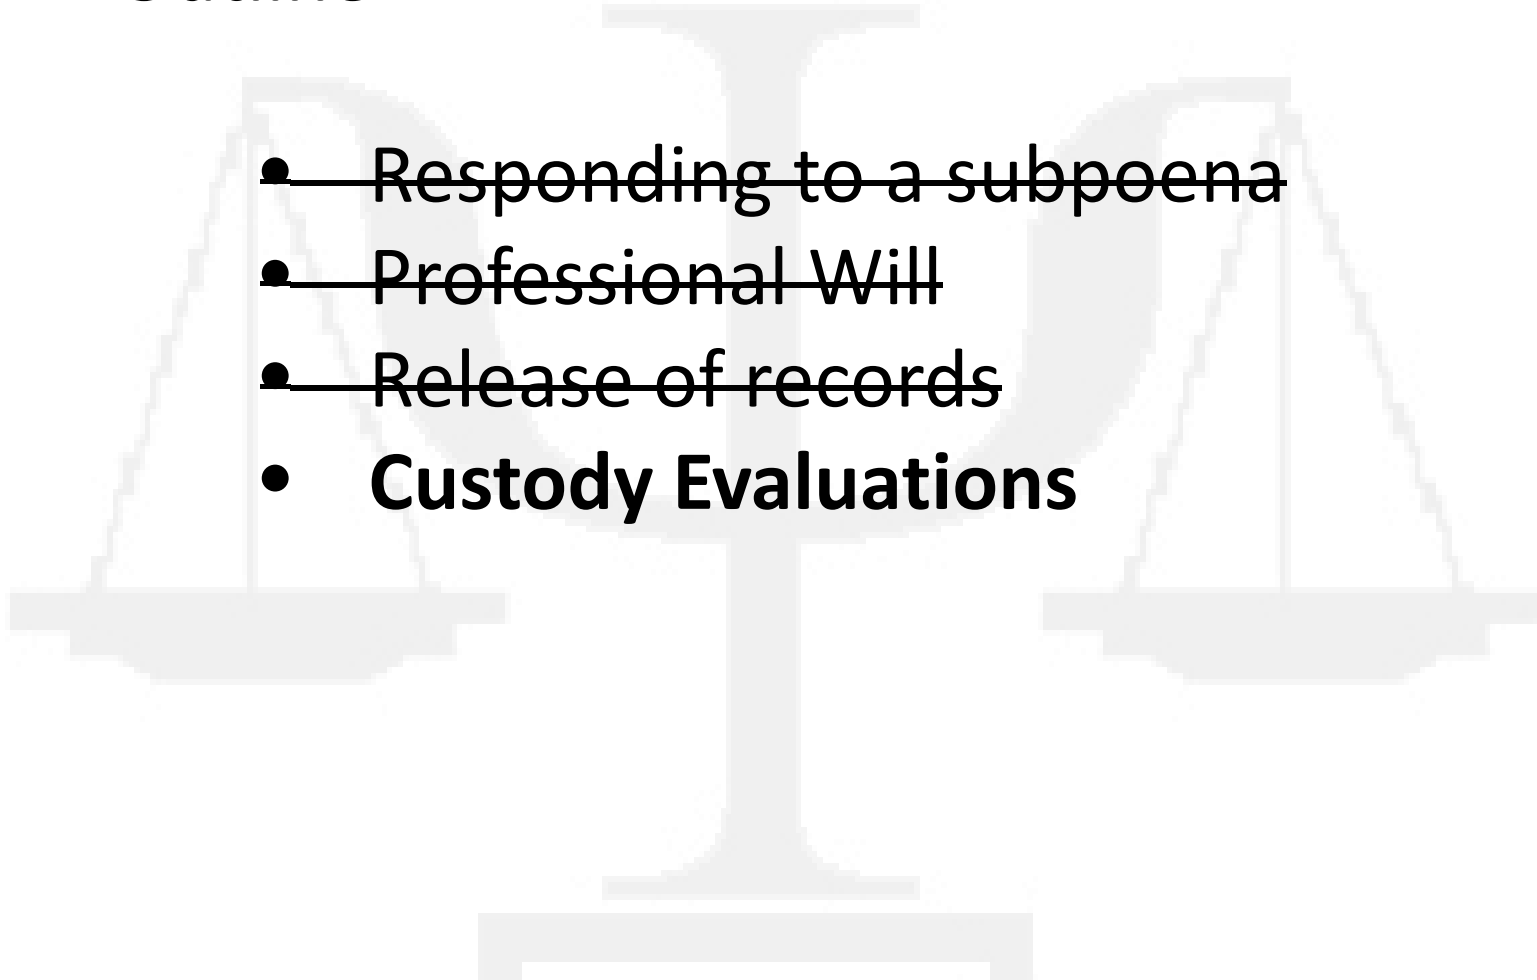 • Responding to a subpoena
• Professional Will
• Release of records
• Custody Evaluations